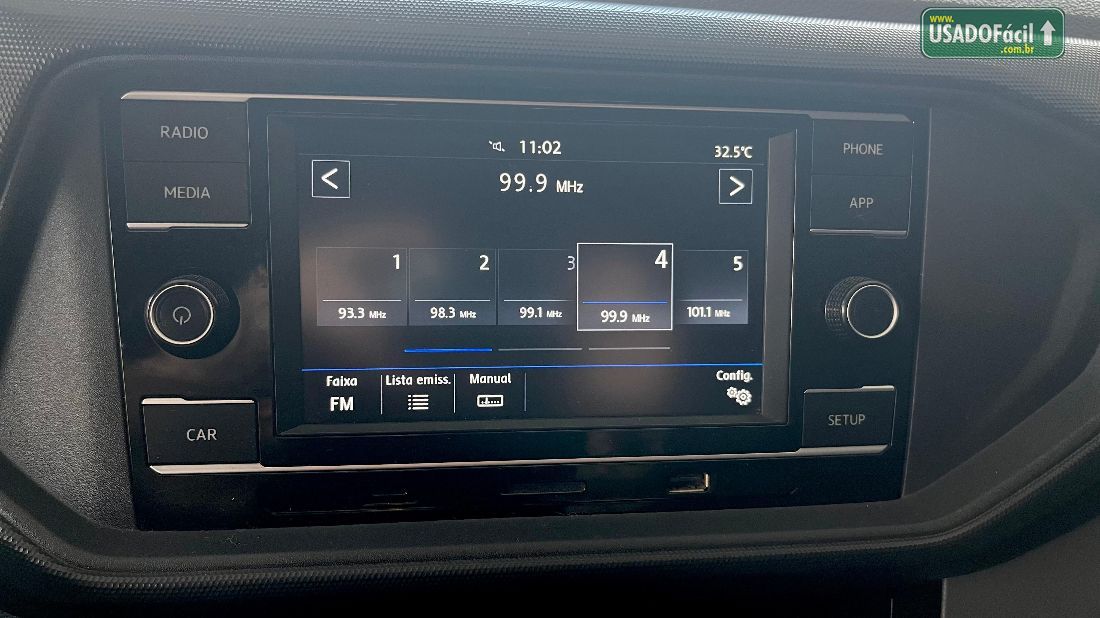 www.
USADOFácil
.com.br
RADIO
MEDIA
CAR
PHONE
APP
SETUP
11:02
32.5°C
<
99.9 MHz
>
1
93.3 MHz
2
98.3 MHz
3
99.1 MHz
4
99.9 MHz
5
101.1 MHz
Faixa
FM
Lista emiss.
Manual
Config.